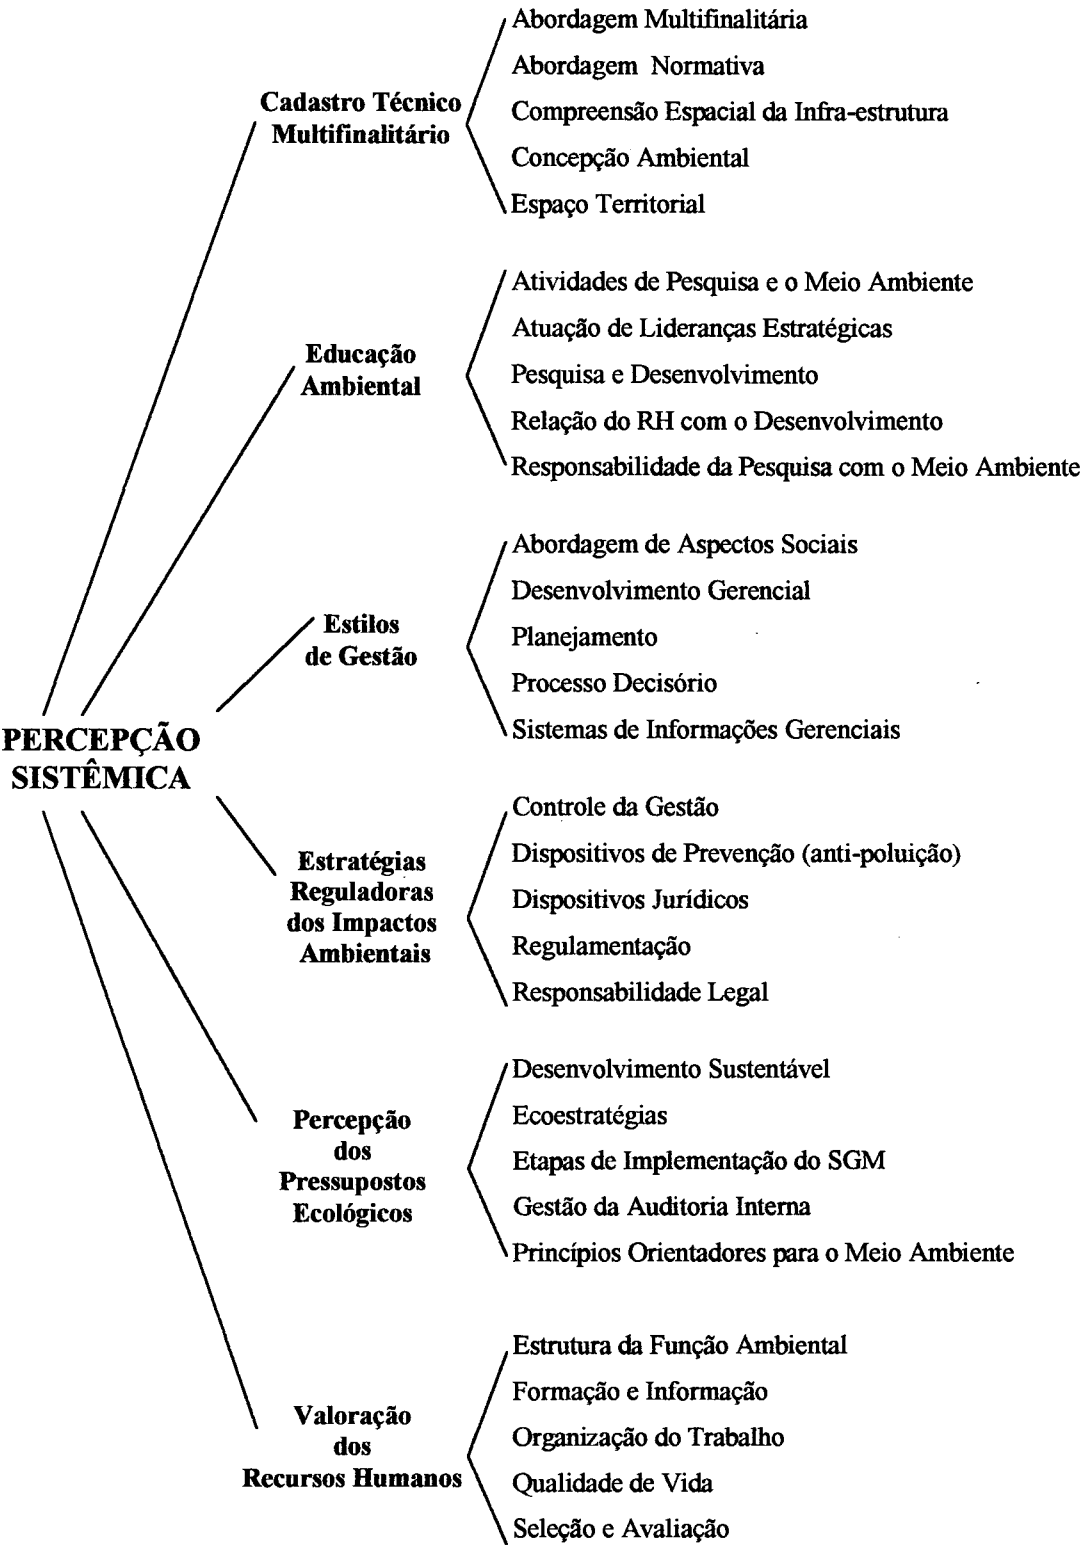 PERCEPÇÃO
SISTÊMICA
Cadastro Técnico
Multifinalitário
Abordagem Multifinalitária
Abordagem Normativa
Compreensão Espacial da Infra-estrutura
Concepção Ambiental
Espaço Territorial
Educação
Ambiental
Atividades de Pesquisa e o Meio Ambiente
Atuação de Lideranças Estratégicas
Pesquisa e Desenvolvimento
Relação do RH com o Desenvolvimento
Responsabilidade da Pesquisa com o Meio Ambiente
Estilos
de Gestão
Abordagem de Aspectos Sociais
Desenvolvimento Gerencial
Planejamento
Processo Decisório
Sistemas de Informações Gerenciais
Estratégias
Reguladoras
dos Impactos
Ambientais
Controle da Gestão
Dispositivos de Prevenção (anti-poluição)
Dispositivos Jurídicos
Regulamentação
Responsabilidade Legal
Percepção
dos
Pressupostos
Ecológicos
Desenvolvimento Sustentável
Ecoestratégias
Etapas de Implementação do SGM
Gestão da Auditoria Interna
Princípios Orientadores para o Meio Ambiente
Valoração
dos
Recursos Humanos
Estrutura da Função Ambiental
Formação e Informação
Organização do Trabalho
Qualidade de Vida
Seleção e Avaliação